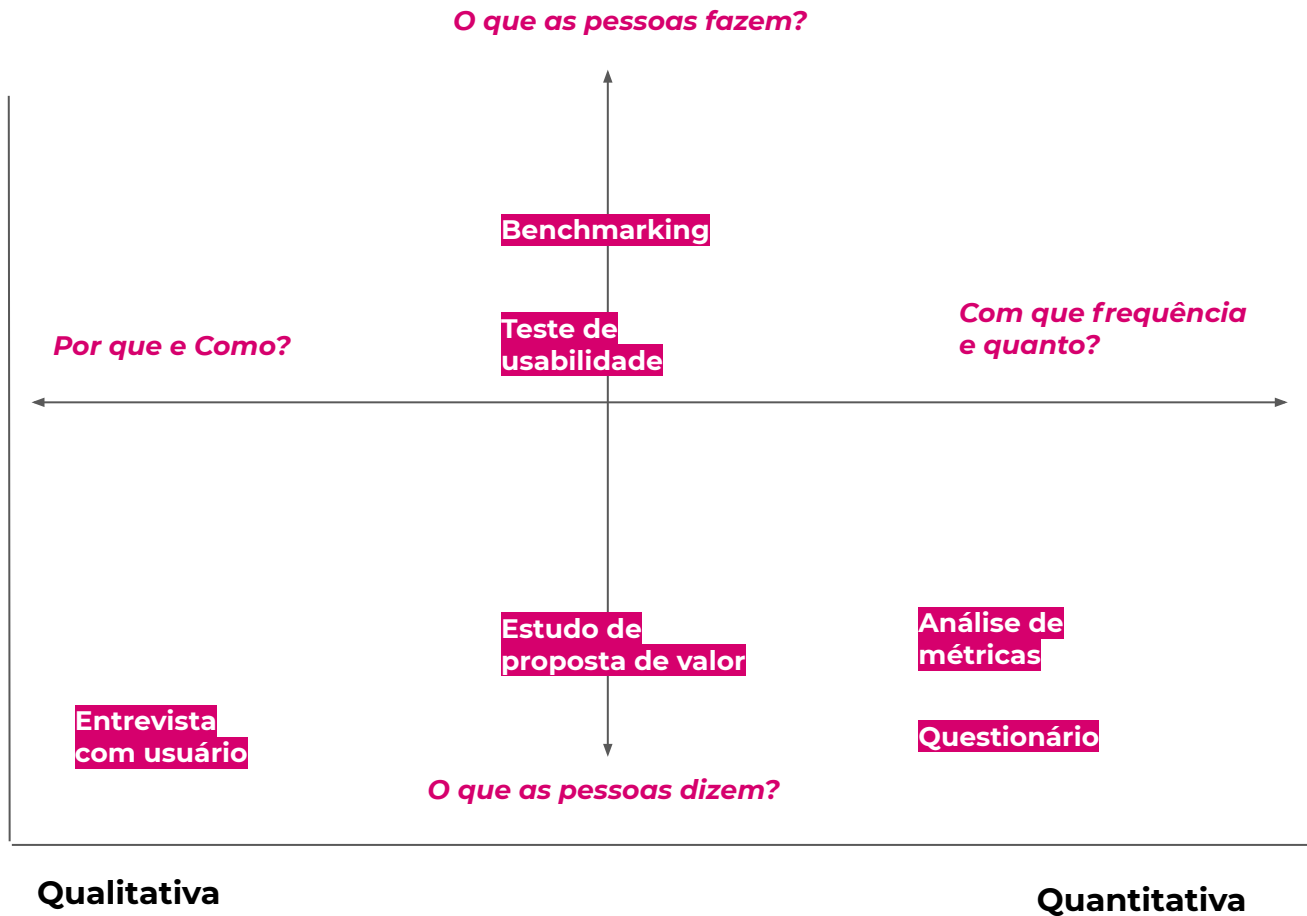 O que as pessoas fazem?
Benchmarking
Com que frequência
e quanto?
Por que e Como?
Teste de
usabilidade
Estudo de
proposta de valor
Análise de
métricas
Entrevista
com usuário
Questionário
O que as pessoas dizem?
Qualitativa
Quantitativa